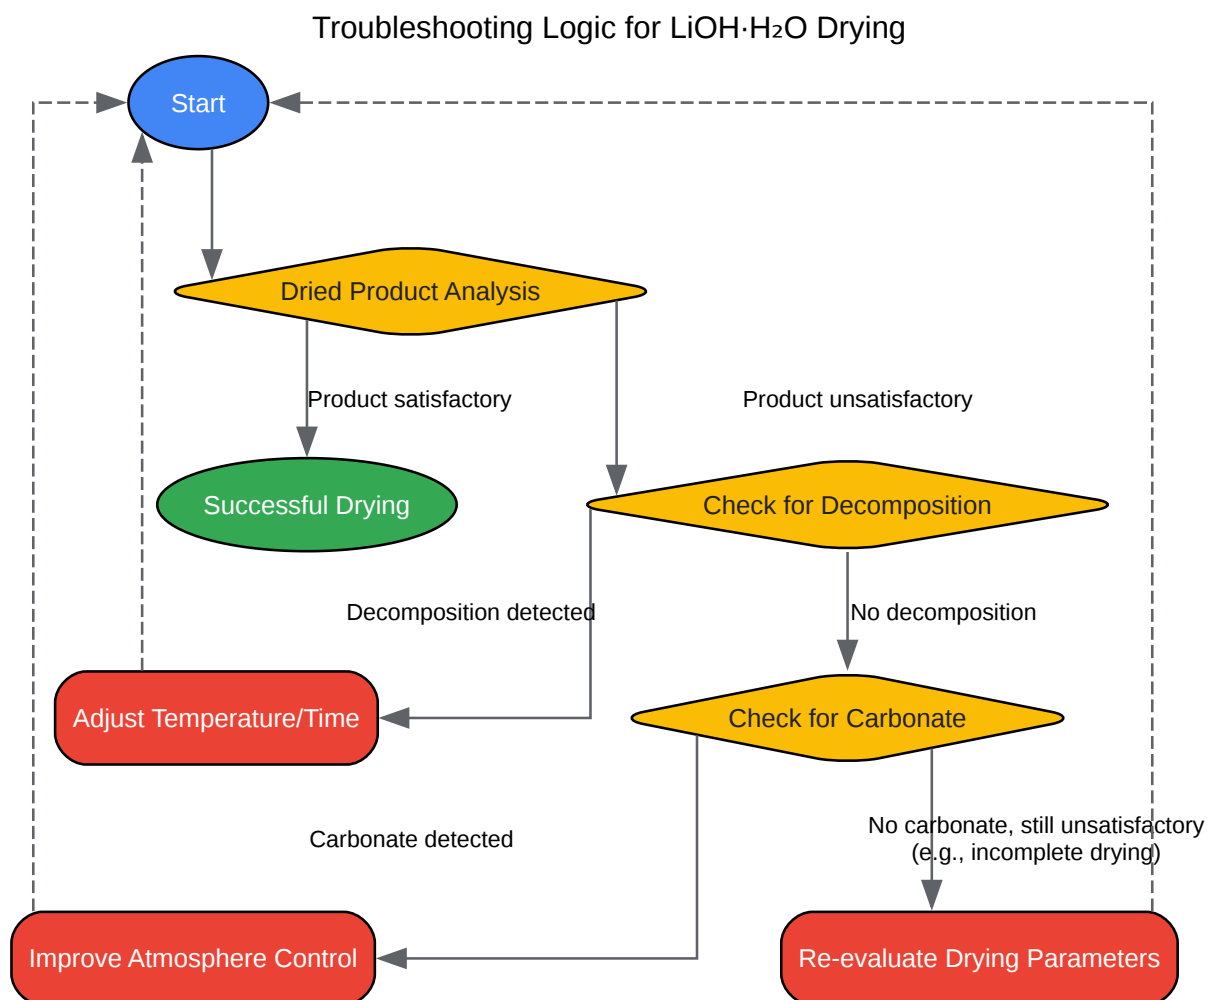 Troubleshooting Logic for LiOH·H₂O Drying
Start
Dried Product Analysis
Product satisfactory
Product unsatisfactory
Successful Drying
Check for Decomposition
Decomposition detected
No decomposition
Adjust Temperature/Time
Check for Carbonate
Carbonate detected
No carbonate, still unsatisfactory
(e.g., incomplete drying)
Improve Atmosphere Control
Re-evaluate Drying Parameters